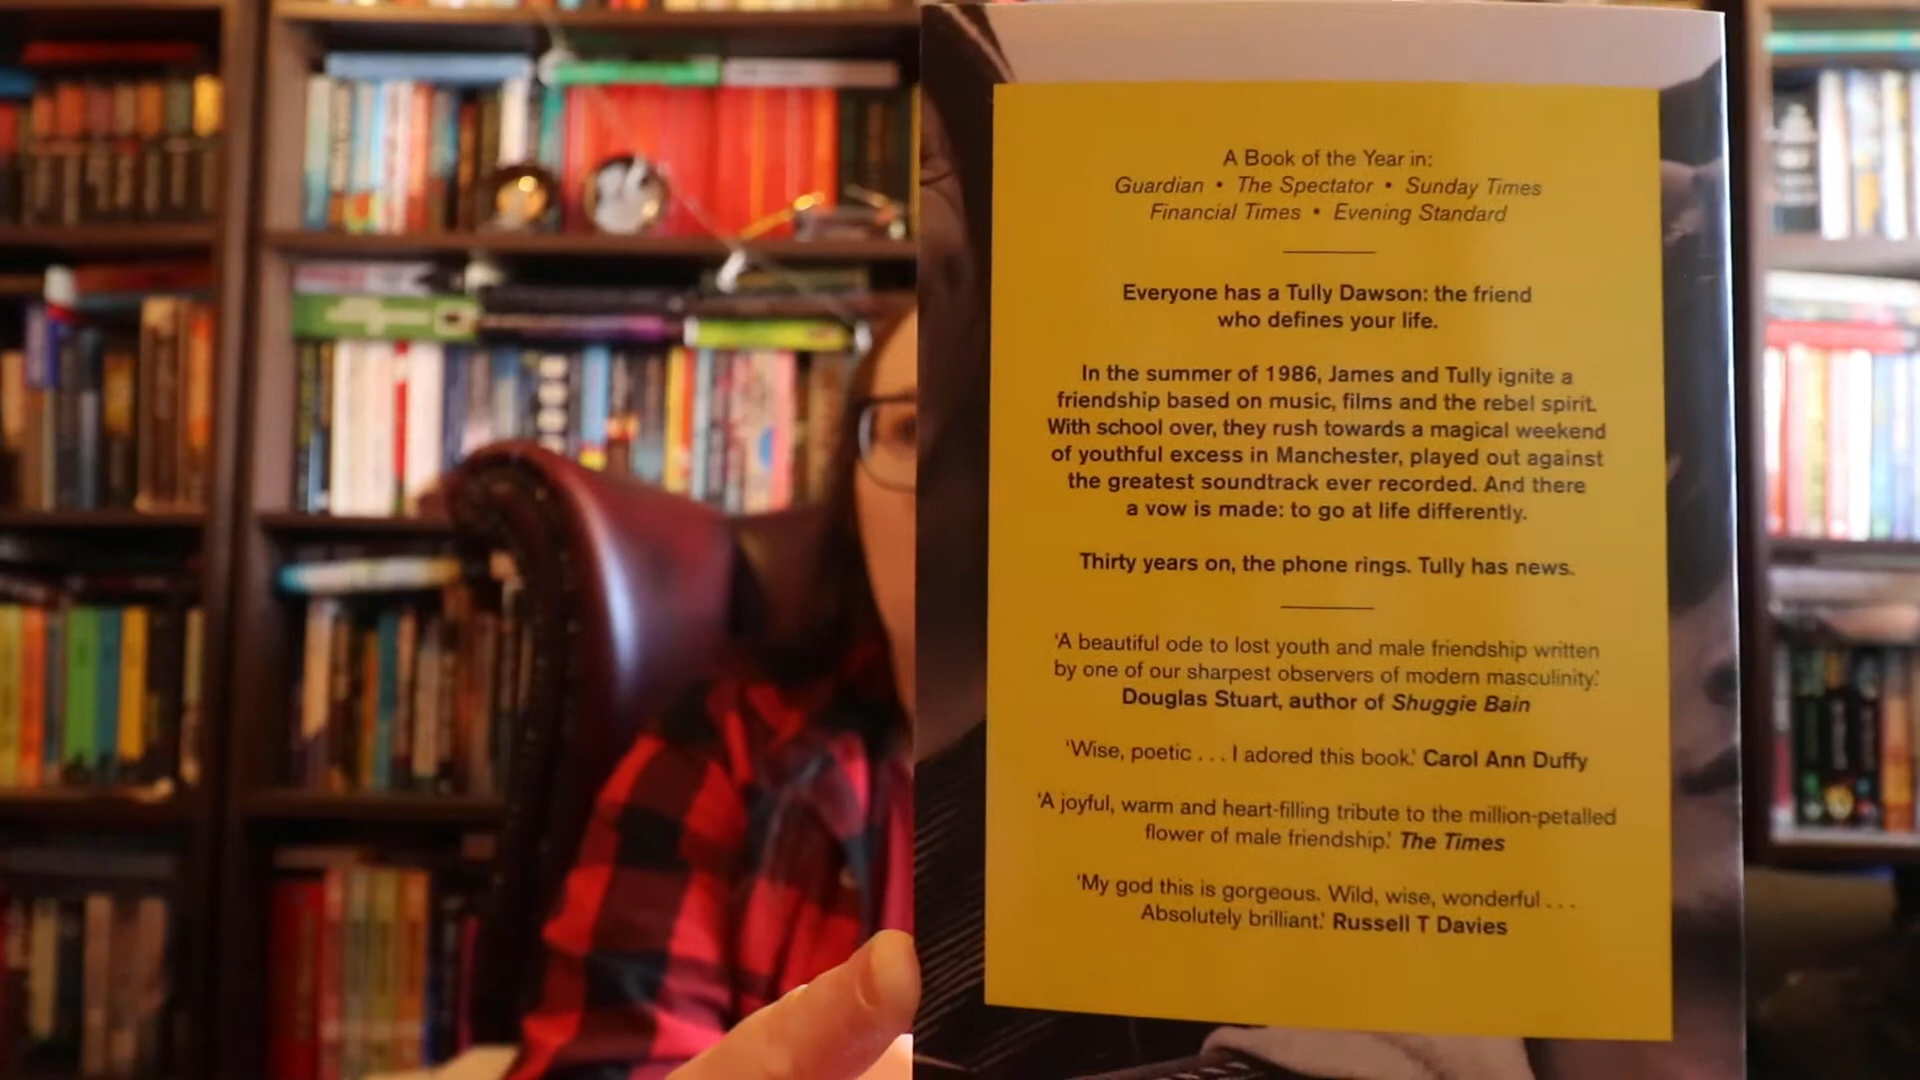 A Book of the Year in:
Guardian • The Spectator • Sunday Times
Financial Times • Evening Standard
Everyone has a Tully Dawson: the friend
who defines your life.
In the summer of 1986, James and Tully ignite a
friendship based on music, films and the rebel spirit.
With school over, they rush towards a magical weekend
of youthful excess in Manchester, played out against
the greatest soundtrack ever recorded. And there
a vow is made: to go at life differently.
Thirty years on, the phone rings. Tully has news.
‘A beautiful ode to lost youth and male friendship written
by one of our sharpest observers of modern masculinity.’
Douglas Stuart, author of Shuggie Bain
‘Wise, poetic . . . I adored this book.’ Carol Ann Duffy
‘A joyful, warm and heart-filling tribute to the million-petalled
flower of male friendship.’ The Times
‘My god this is gorgeous. Wild, wise, wonderful . . .
Absolutely brilliant.’ Russell T Davies